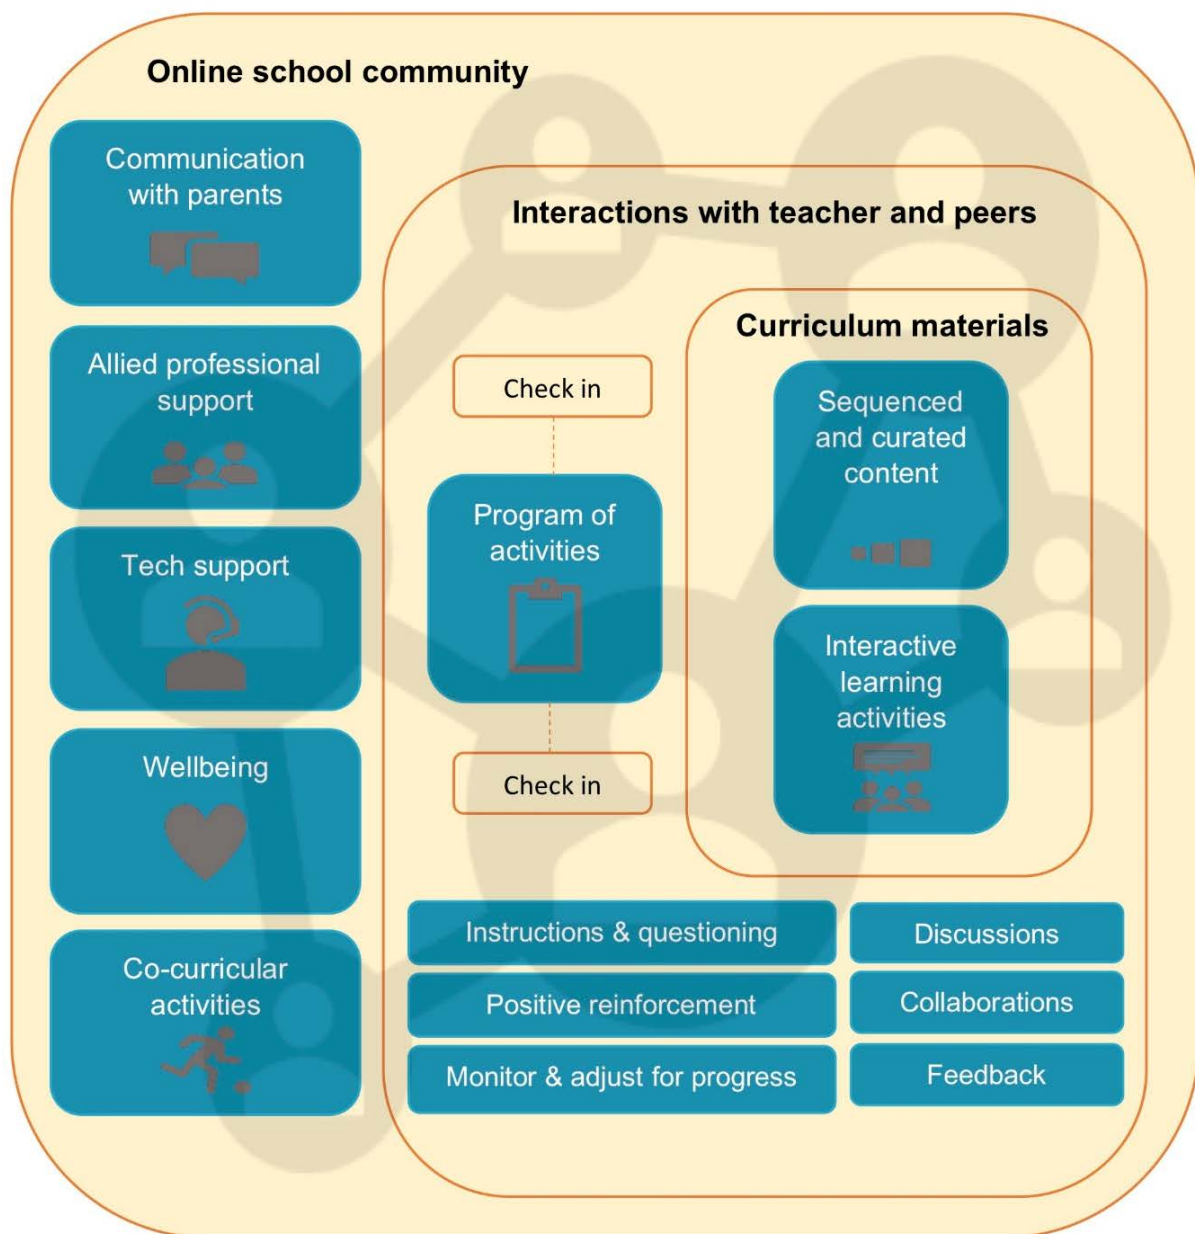 Online school community
Communication
with parents
Allied professional
support
Tech support
Wellbeing
Co-curricular
activities
Interactions with teacher and peers
Check in
Program of
activities
Check in
Curriculum materials
Sequenced
and curated
content
Interactive
learning
activities
Instructions & questioning
Positive reinforcement
Monitor & adjust for progress
Discussions
Collaborations
Feedback